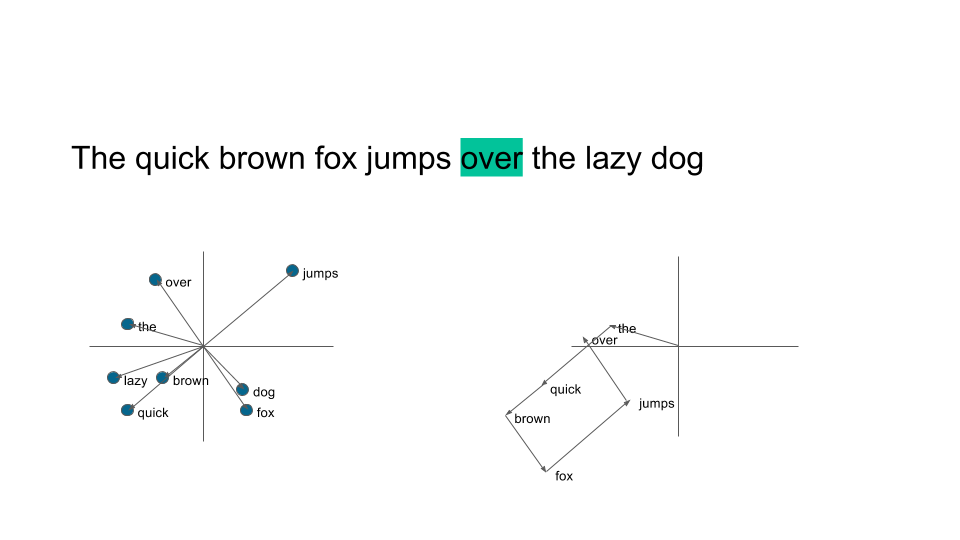 The quick brown fox jumps over the lazy dog
jumps
over
the
lazy
brown
dog
quick
fox
the
over
quick
jumps
brown
fox